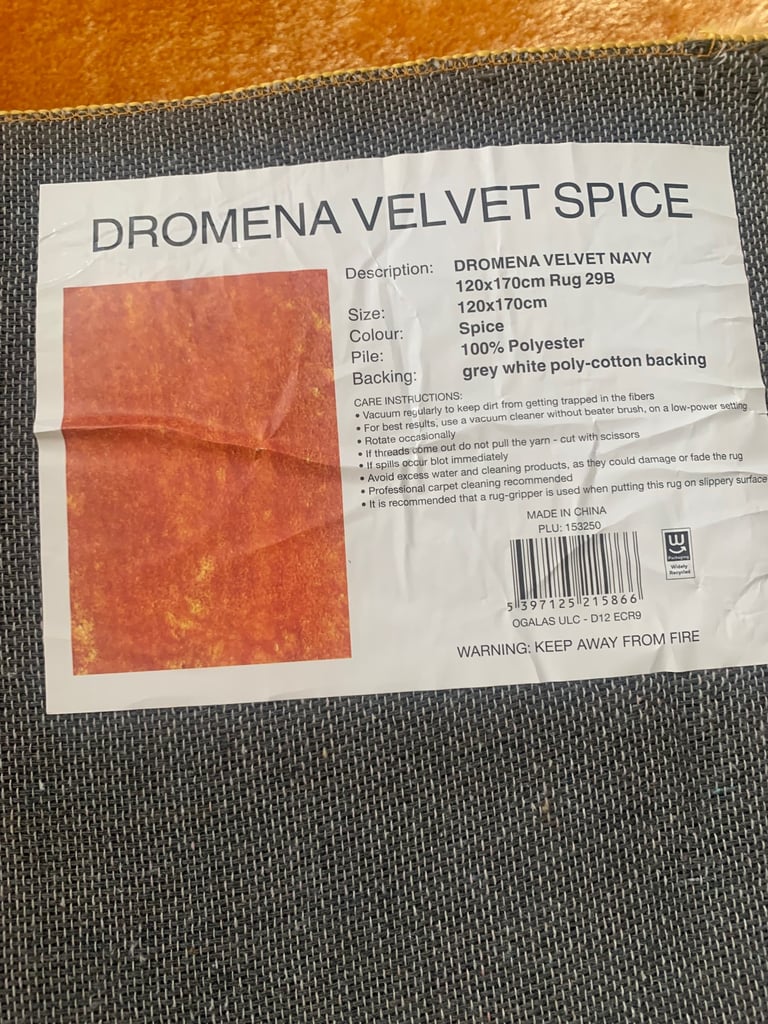 DROMENA VELVET SPICE
Description: DROMENA VELVET NAVY
120x170cm Rug 29B
Size: 120x170cm
Colour: Spice
Pile: 100% Polyester
Backing: grey white poly-cotton backing
CARE INSTRUCTIONS:
• Vacuum regularly to keep dirt from getting trapped in the fibers
• For best results, use a vacuum cleaner without beater brush, on a low-power setting
• Rotate occasionally
• If threads come out do not pull the yarn - cut with scissors
• If spills occur blot immediately
• Avoid excess water and cleaning products, as they could damage or fade the rug
• Professional carpet cleaning recommended
• It is recommended that a rug-gripper is used when putting this rug on slippery surface
MADE IN CHINA
PLU: 153250
5 397125 215866
OGALAS ULC - D12 ECR9
Packaging
Widely
Recycled
WARNING: KEEP AWAY FROM FIRE